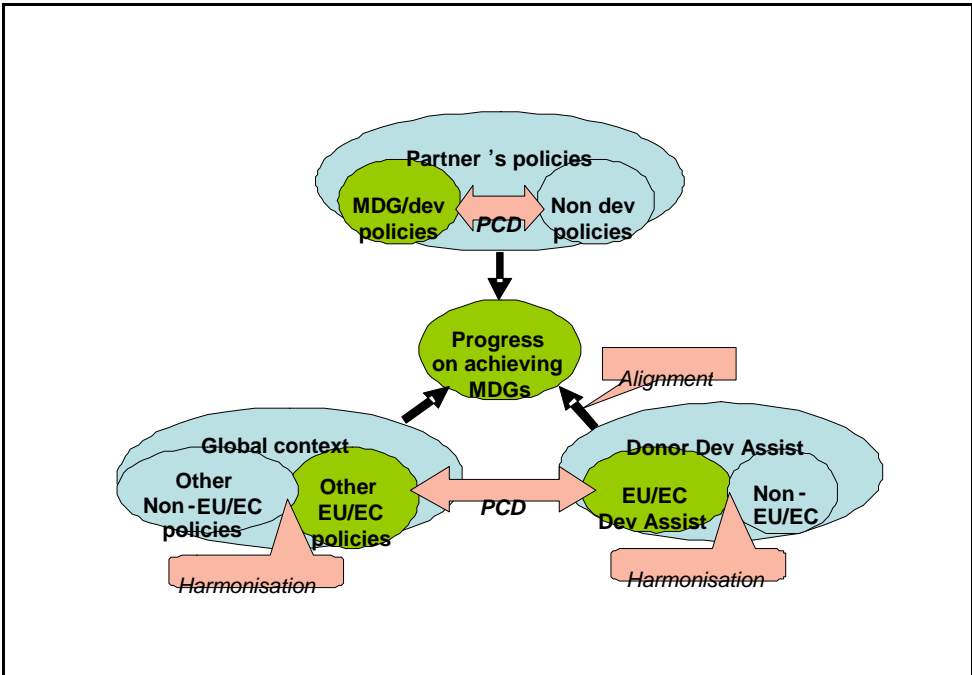 Partner 's policies
MDG/dev
policies
PCD
Non dev
policies
Progress
on achieving
MDGs
Alignment
Global context
Other
Non-EU/EC
policies
Other
EU/EC
policies
PCD
Donor Dev Assist
EU/EC
Dev Assist
Non-
EU/EC
Harmonisation
Harmonisation